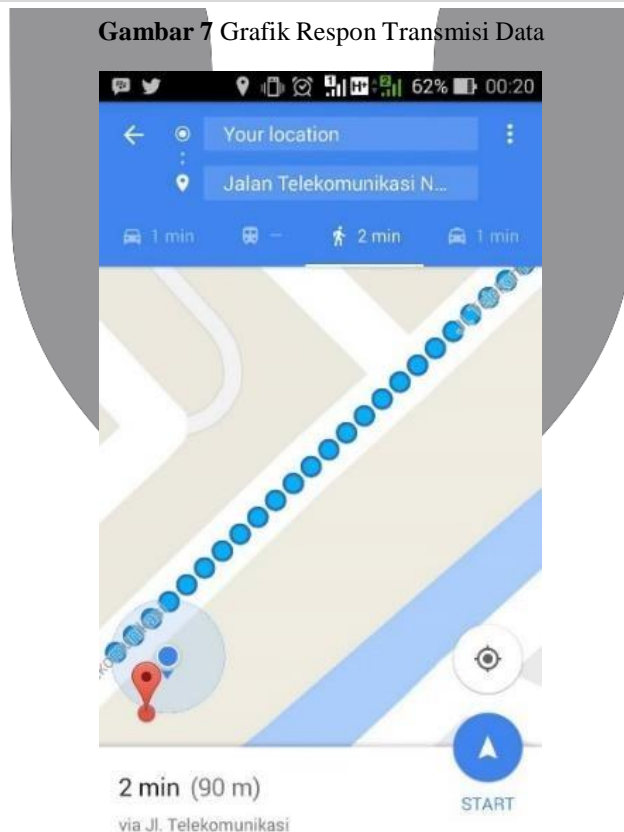 Gambar 7 Grafik Respon Transmisi Data
62% 00:20
Your location
Jalan Telekomunikasi N...
1 min – 2 min 1 min
2 min (90 m)
START
via Jl. Telekomunikasi